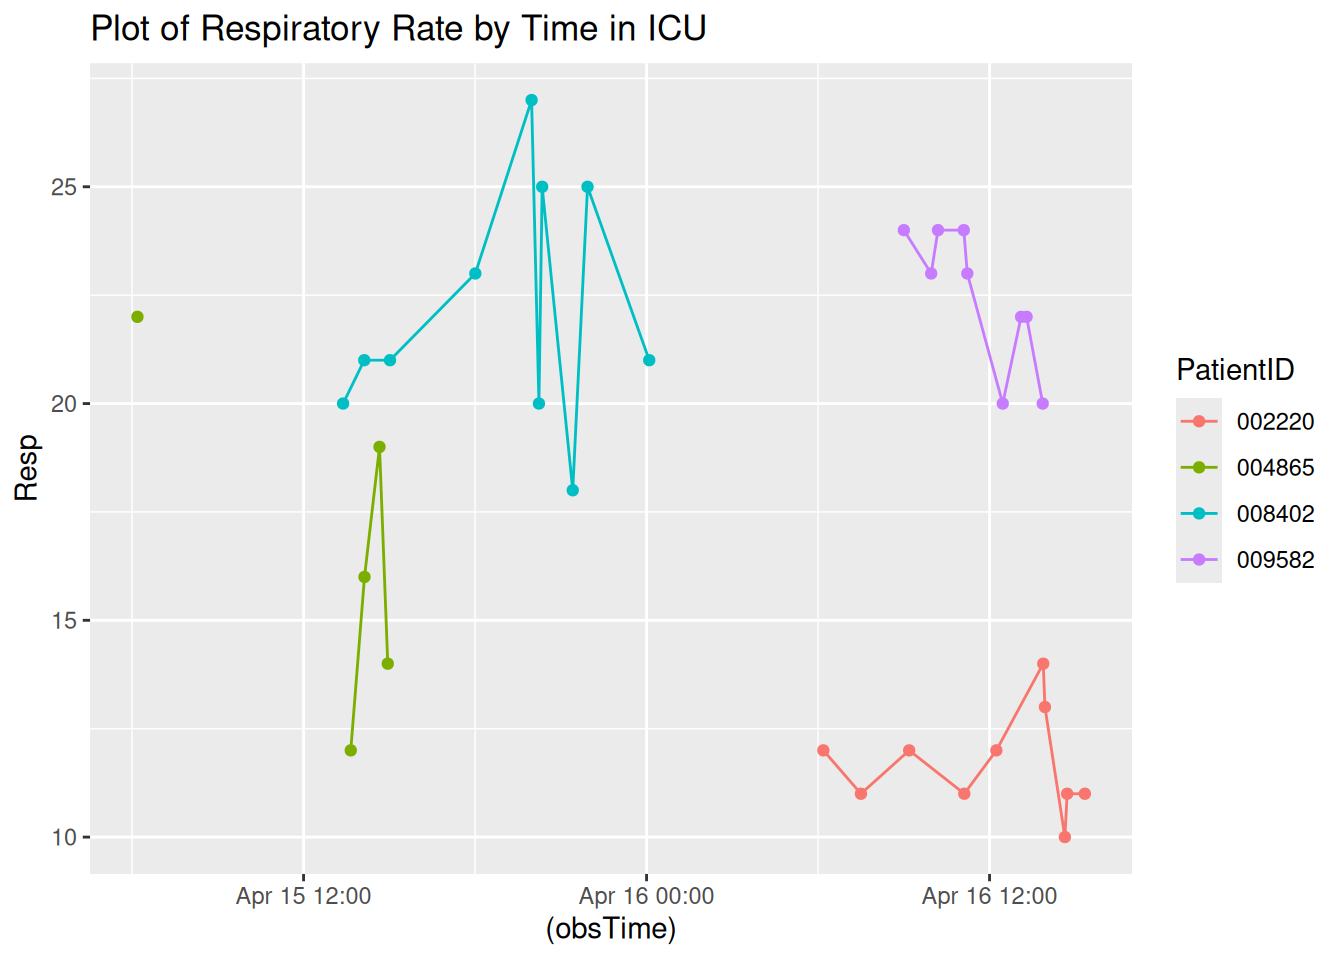 Plot of Respiratory Rate by Time in ICU
Resp
25
20
15
10
Apr 15 12:00
Apr 16 00:00
Apr 16 12:00
(obsTime)
PatientID
002220
004865
008402
009582